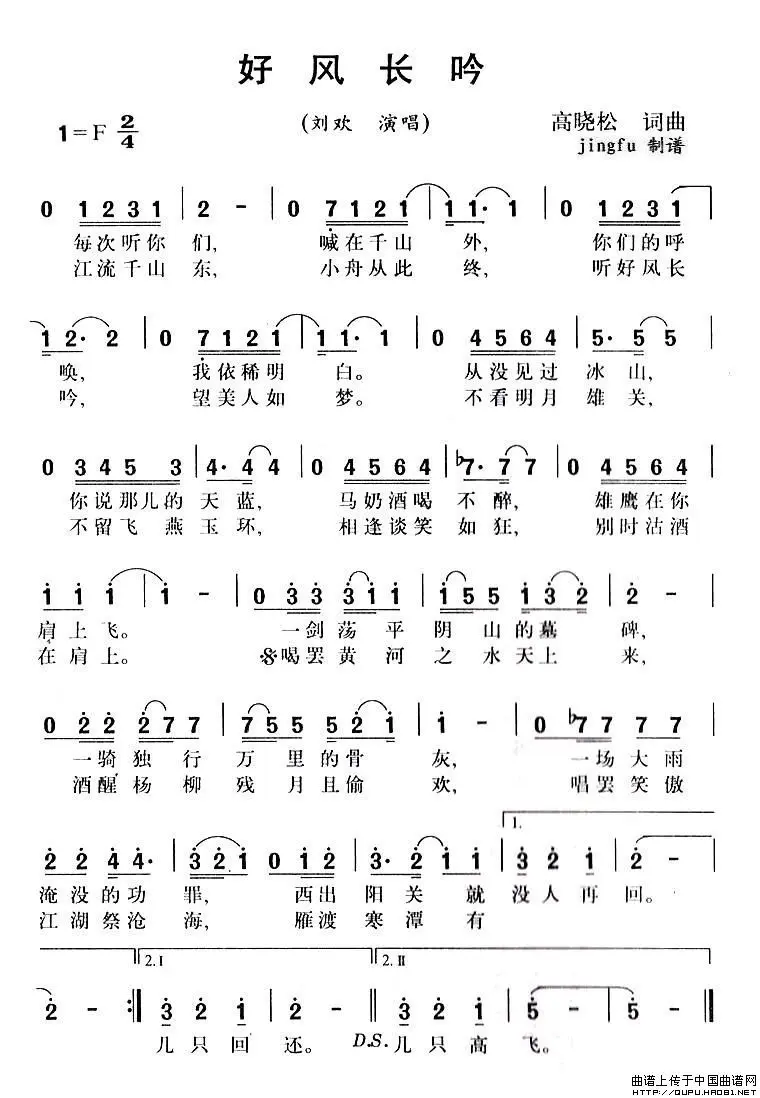 好风长吟
1=F 2/4
(刘欢 演唱)
高晓松 词曲
jingfu 制谱
0 1 2 3 1 | 2 - | 0 7 1 2 1 | 1 1· 1 | 0 1 2 3 1 |
每次听你 们, 喊在千山 外, 你们的呼
江流千山 东, 小舟从此 终, 听好风长
1 2· 2 | 0 7 1 2 1 | 1 1· 1 | 0 4 5 6 4 | 5· 5 5 |
唤, 我依稀明 白。 从没见过 冰山,
吟, 望美人如 梦。 不看明月 雄关,
0 3 4 5 3 | 4· 4 4 | 0 4 5 6 4 | ♭7· 7 7 | 0 4 5 6 4 |
你说那儿的 天蓝, 马奶酒喝 不醉, 雄鹰在你
不留飞燕 玉环, 相逢谈笑 如狂, 别时沽酒
1 1 1 | 1 - | 0 3 3 3 1 1 | 1 5 5 1 3 2 | 2 - |
肩上飞。 一剑荡平 阴山的墓 碑,
在肩上。 喝罢黄河 之水天上 来,
0 2 2 2 7 7 | 7 5 5 5 2 1 | 1 - | 0 ♭7 7 7 7 |
一骑独行 万里的骨 灰, 一场大雨
酒醒杨柳 残月且偷 欢, 唱罢笑傲
1.
2 2 4 4· | 3 2 1 0 1 2 | 3· 2 1 1 | 3 2 1 | 2 - |
淹没的功 罪, 西出阳关就 没人再回。
江湖祭沧 海, 雁渡寒潭有
2.I 2.II
2 - :| 3 2 1 | 2 - || 3 2 1 | 5 - | 5 - ||
几只回 还。 D.S. 几只高 飞。
曲谱上传于中国曲谱网
http://QUPU.HAO81.NET